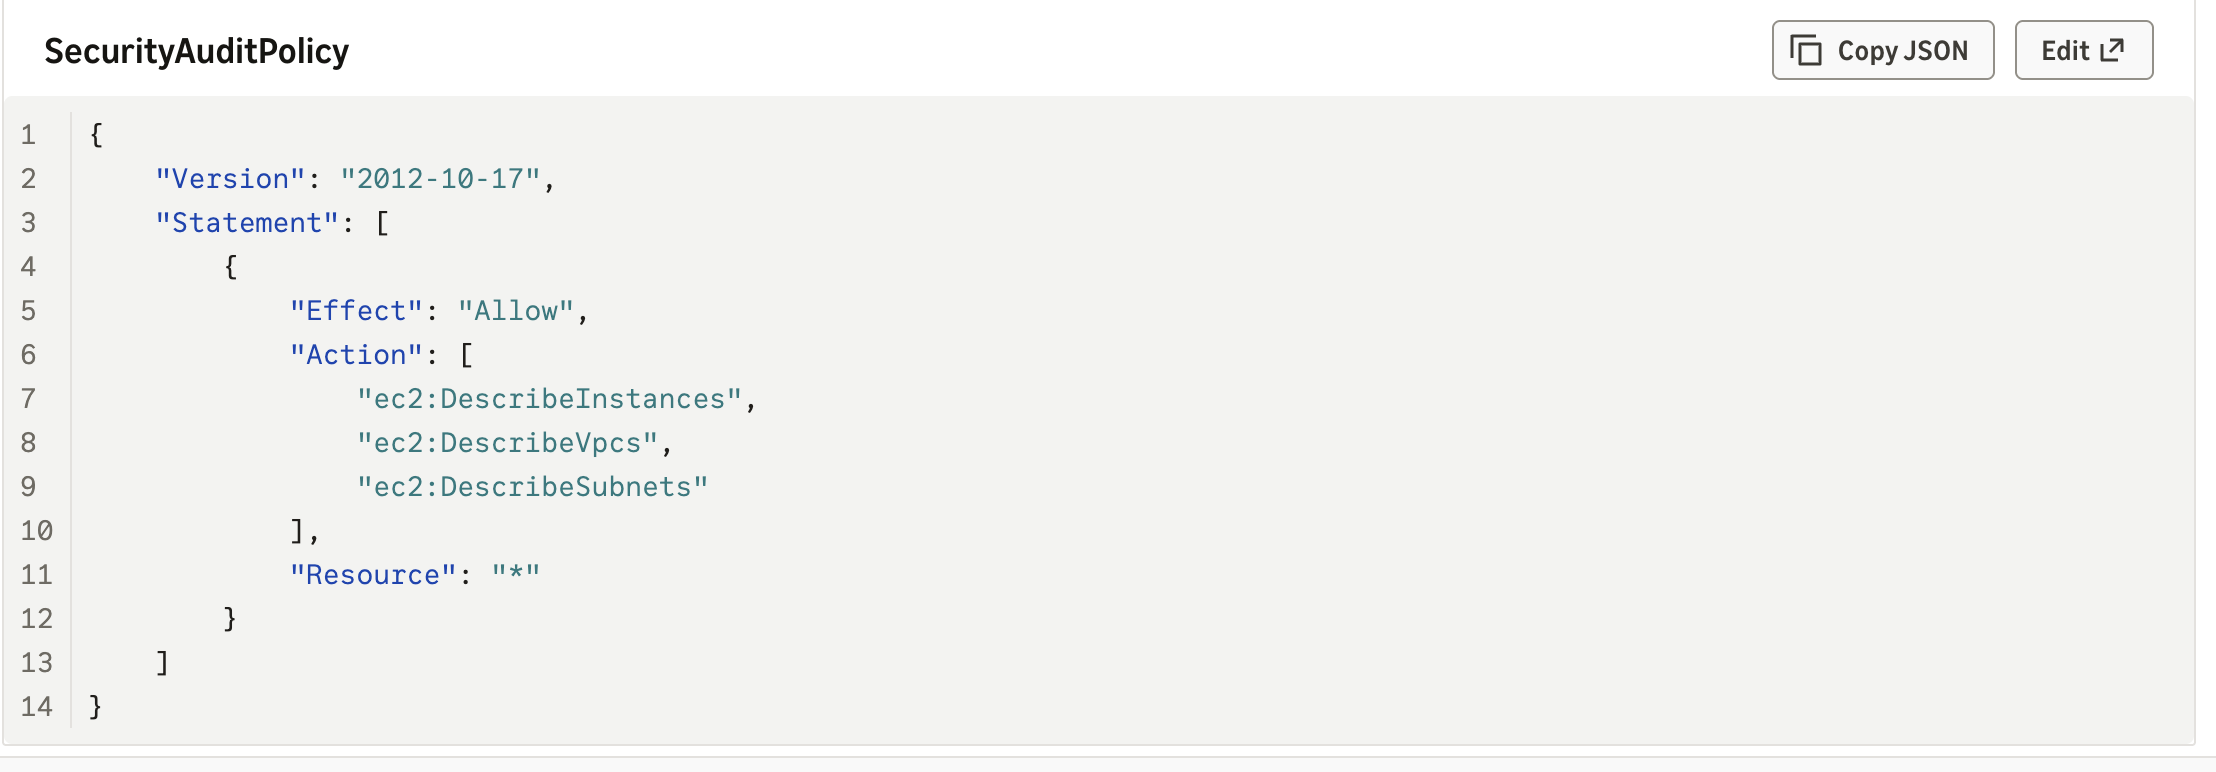 SecurityAuditPolicy
Copy JSON
Edit
1 {
2     "Version": "2012-10-17",
3     "Statement": [
4         {
5             "Effect": "Allow",
6             "Action": [
7                 "ec2:DescribeInstances",
8                 "ec2:DescribeVpcs",
9                 "ec2:DescribeSubnets"
10             ],
11             "Resource": "*"
12         }
13     ]
14 }